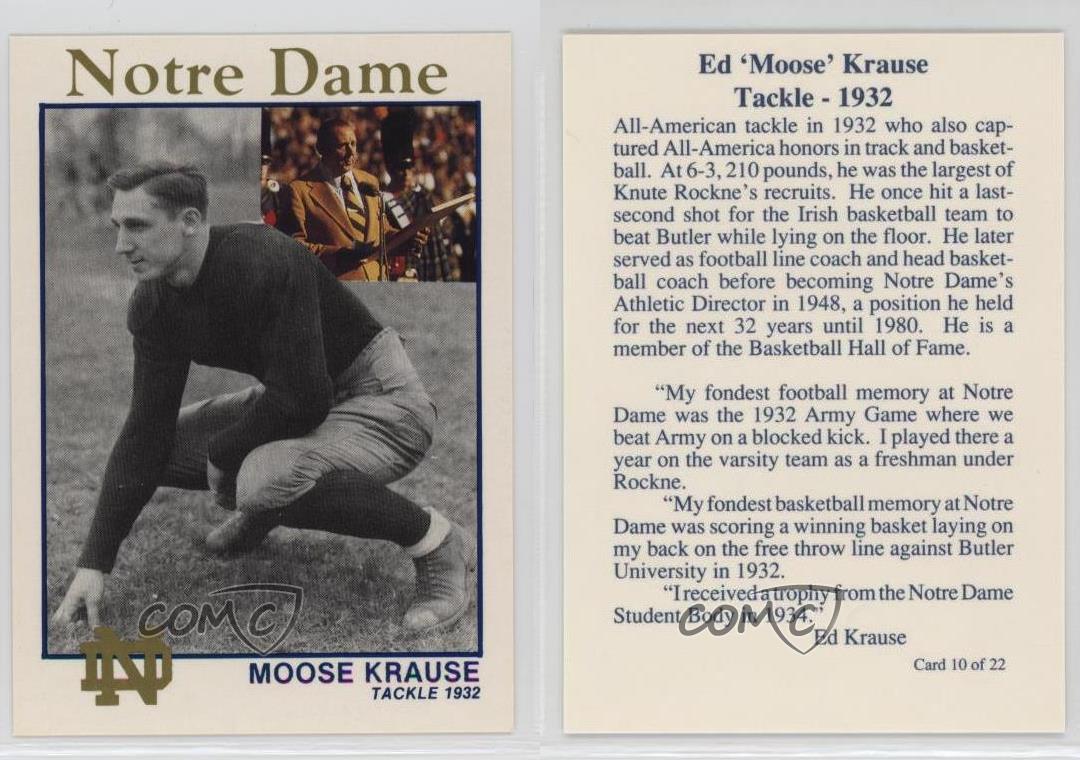 Notre Dame
ND
MOOSE KRAUSE
TACKLE 1932
COMC
Ed ‘Moose’ Krause
Tackle - 1932
All-American tackle in 1932 who also cap-
tured All-America honors in track and basket-
ball. At 6-3, 210 pounds, he was the largest of
Knute Rockne’s recruits. He once hit a last-
second shot for the Irish basketball team to
beat Butler while lying on the floor. He later
served as football line coach and head basket-
ball coach before becoming Notre Dame’s
Athletic Director in 1948, a position he held
for the next 32 years until 1980. He is a
member of the Basketball Hall of Fame.
“My fondest football memory at Notre
Dame was the 1932 Army Game where we
beat Army on a blocked kick. I played there a
year on the varsity team as a freshman under
Rockne.
“My fondest basketball memory at Notre
Dame was scoring a winning basket laying on
my back on the free throw line against Butler
University in 1932.
“I received a trophy from the Notre Dame
Student Body in 1934.”
Ed Krause
Card 10 of 22
COMC